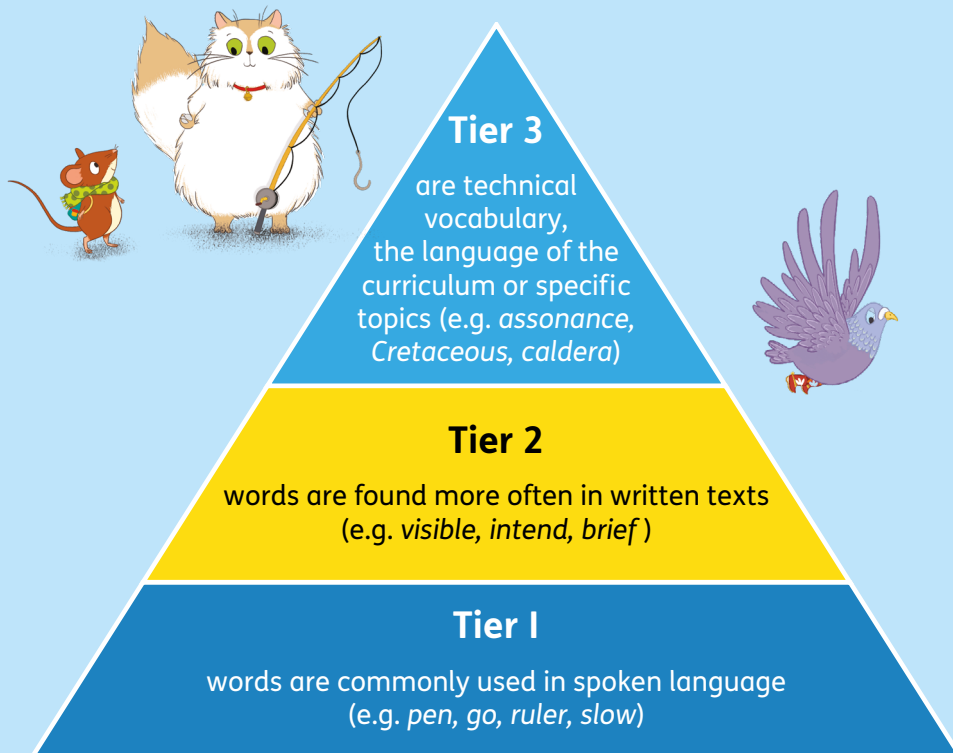 Tier 3
are technical
vocabulary,
the language of the
curriculum or specific
topics (e.g. assonance,
Cretaceous, caldera)
Tier 2
words are found more often in written texts
(e.g. visible, intend, brief )
Tier 1
words are commonly used in spoken language
(e.g. pen, go, ruler, slow)